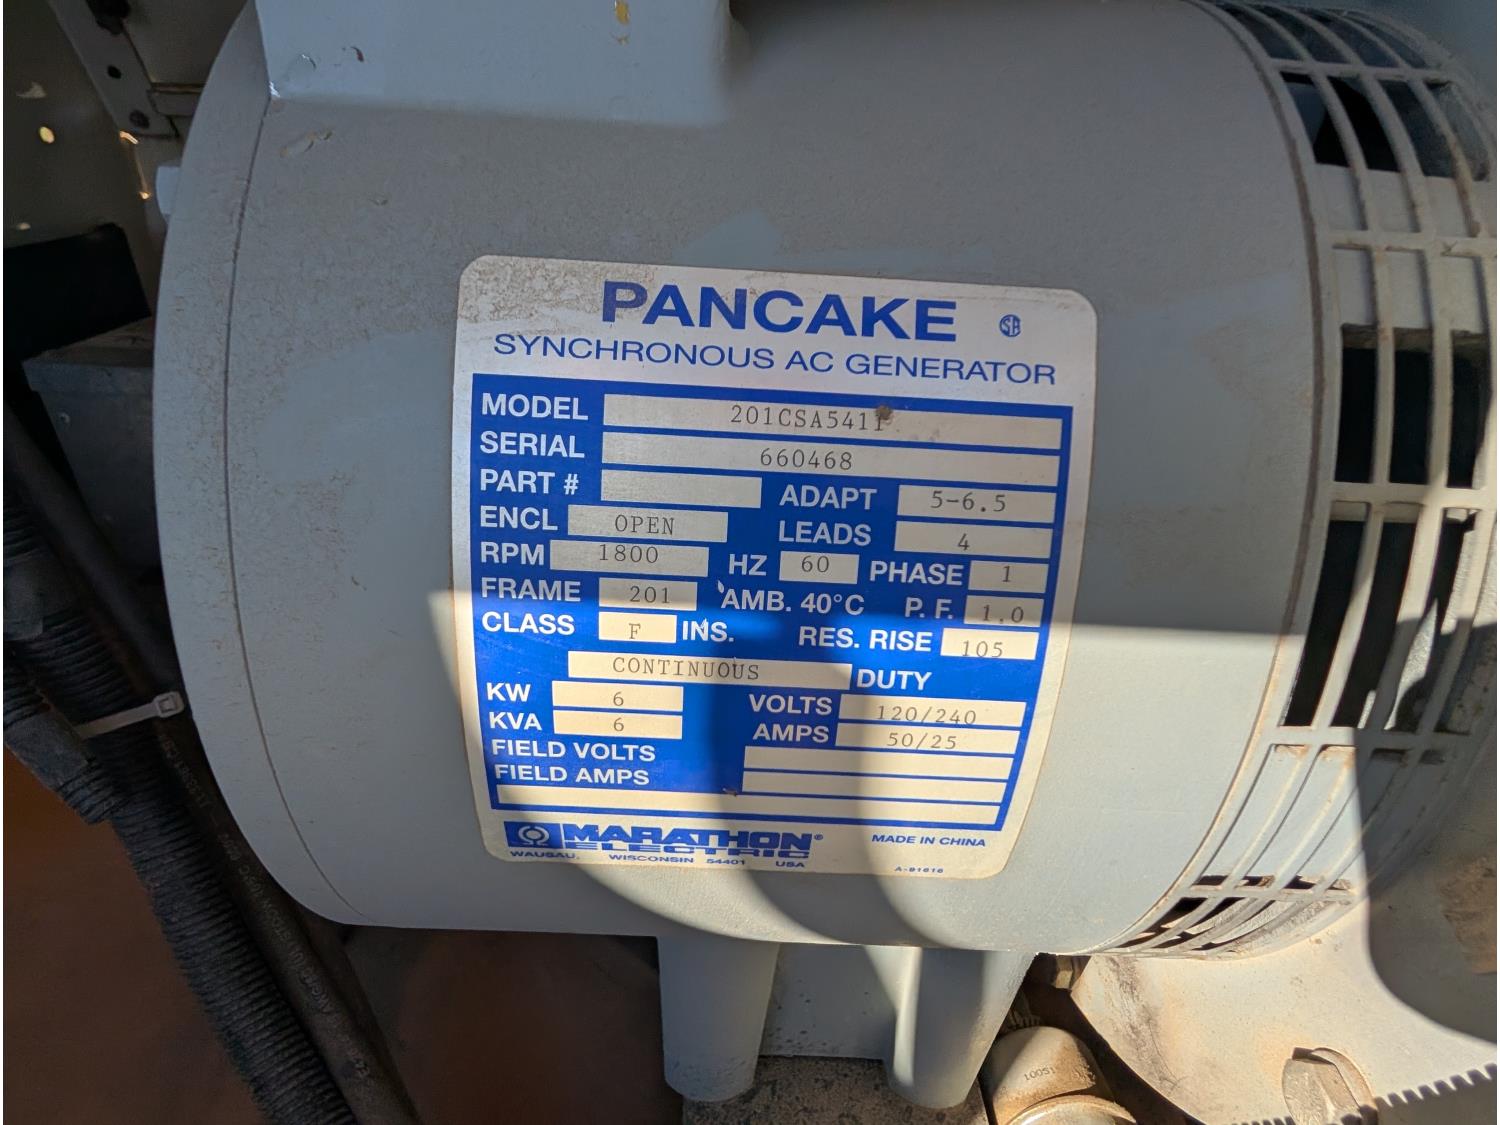 PANCAKE
SYNCHRONOUS AC GENERATOR
MODEL 201CSA5411
SERIAL 660468
PART # ADAPT 5-6.5
ENCL OPEN LEADS 4
RPM 1800 HZ 60 PHASE 1
FRAME 201 AMB. 40°C P. F. 1.0
CLASS F INS. RES. RISE 105
CONTINUOUS DUTY
KW 6 VOLTS 120/240
KVA 6 AMPS 50/25
FIELD VOLTS
FIELD AMPS
MARATHON® MADE IN CHINA
ELECTRIC
WAUSAU, WISCONSIN 54401 USA A-91616